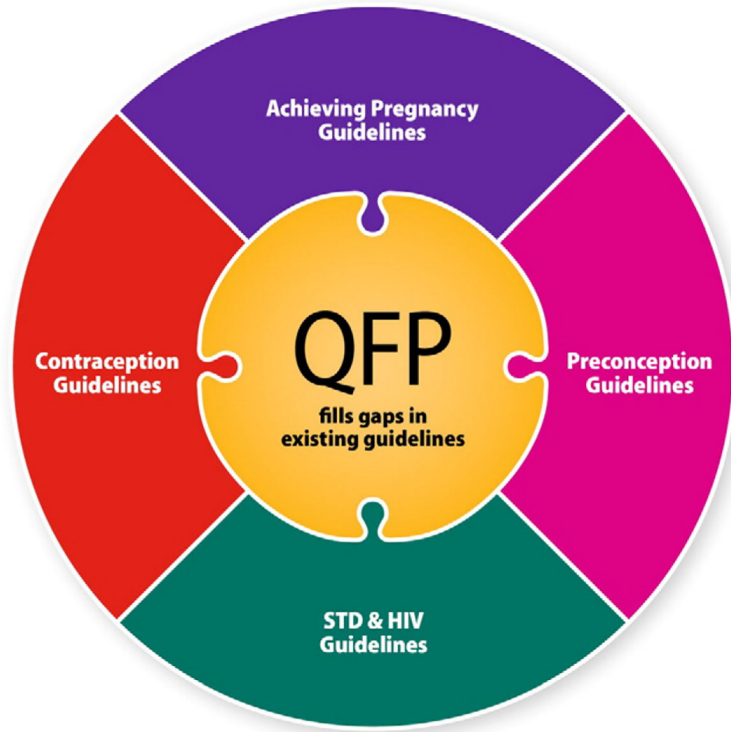 Achieving Pregnancy
Guidelines
Contraception
Guidelines
QFP
fills gaps in
existing guidelines
Preconception
Guidelines
STD & HIV
Guidelines